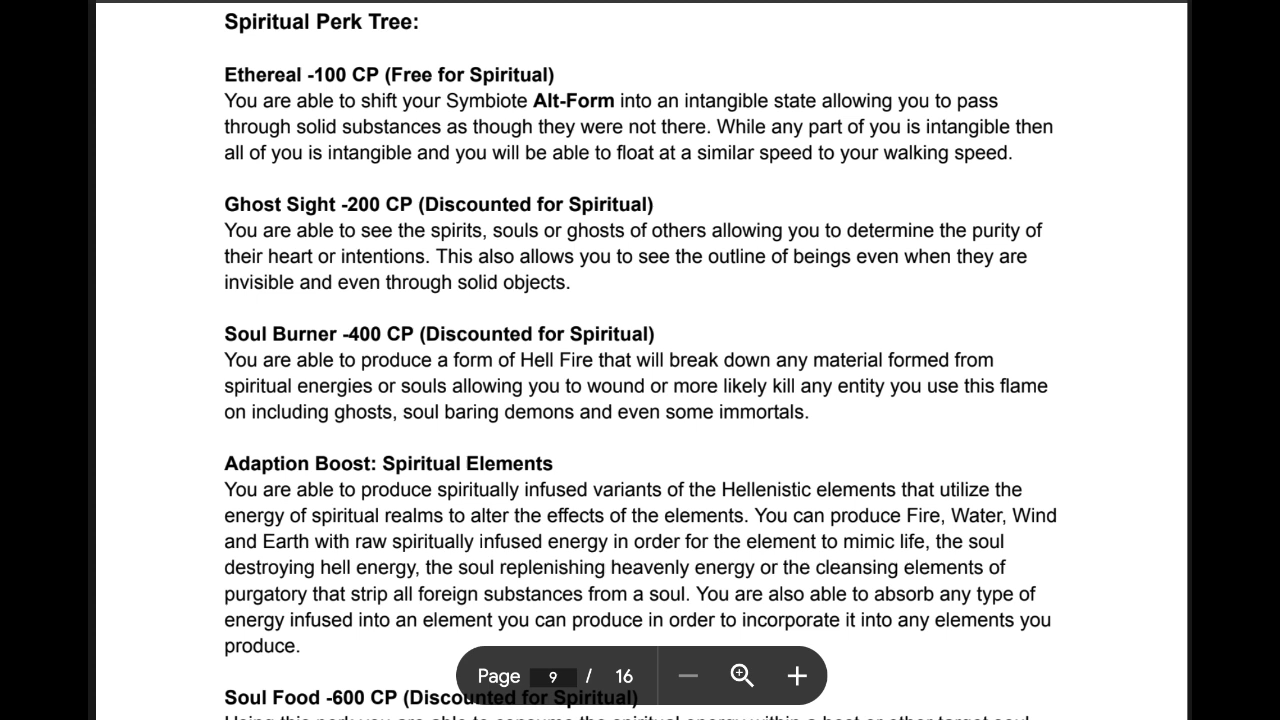 Spiritual Perk Tree:
Ethereal -100 CP (Free for Spiritual)
You are able to shift your Symbiote Alt-Form into an intangible state allowing you to pass
through solid substances as though they were not there. While any part of you is intangible then
all of you is intangible and you will be able to float at a similar speed to your walking speed.
Ghost Sight -200 CP (Discounted for Spiritual)
You are able to see the spirits, souls or ghosts of others allowing you to determine the purity of
their heart or intentions. This also allows you to see the outline of beings even when they are
invisible and even through solid objects.
Soul Burner -400 CP (Discounted for Spiritual)
You are able to produce a form of Hell Fire that will break down any material formed from
spiritual energies or souls allowing you to wound or more likely kill any entity you use this flame
on including ghosts, soul baring demons and even some immortals.
Adaption Boost: Spiritual Elements
You are able to produce spiritually infused variants of the Hellenistic elements that utilize the
energy of spiritual realms to alter the effects of the elements. You can produce Fire, Water, Wind
and Earth with raw spiritually infused energy in order for the element to mimic life, the soul
destroying hell energy, the soul replenishing heavenly energy or the cleansing elements of
purgatory that strip all foreign substances from a soul. You are also able to absorb any type of
energy infused into an element you can produce in order to incorporate it into any elements you
produce.
Page 9 / 16
Soul Food -600 CP (Discounted for Spiritual)